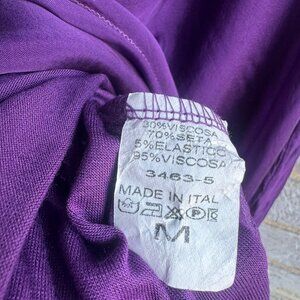 30%VISCOSA
70%SETA
5%ELASTICO
95%VISCOSA
3463-5
MADE IN ITAL
P
M